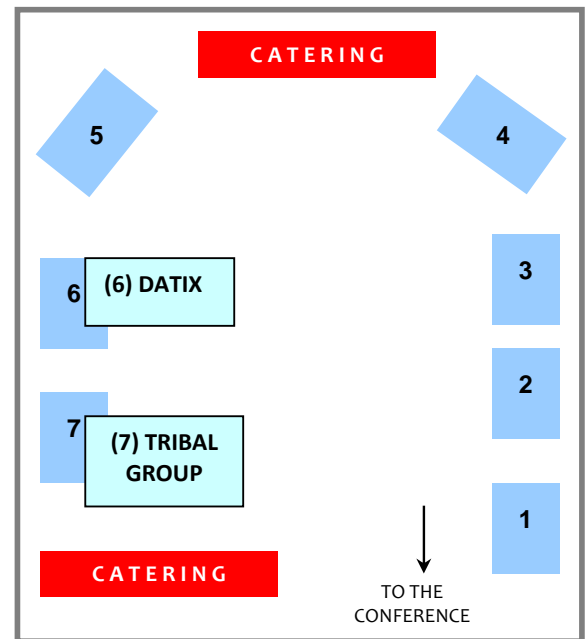 CATERING
5
4
3
6
(6) DATIX
2
7
(7) TRIBAL
GROUP
1
CATERING
TO THE
CONFERENCE